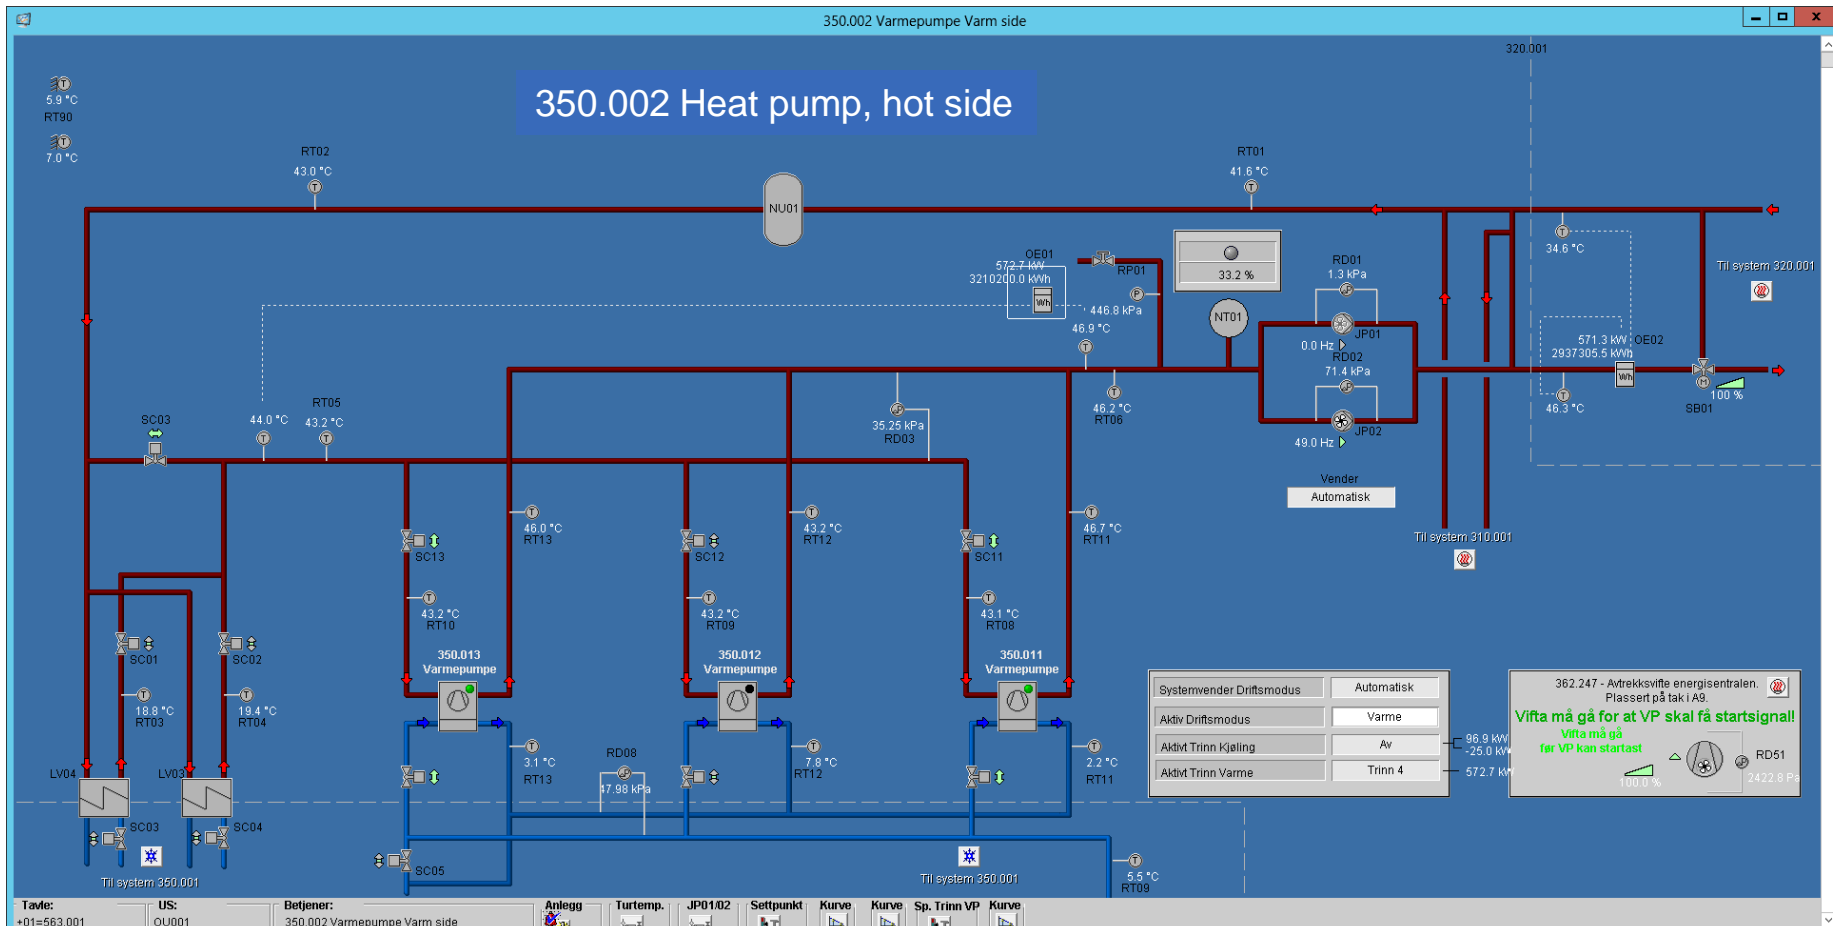 350.002 Varmepumpe Varm side
320.001
5.9 °C
RT90
7.0 °C
350.002 Heat pump, hot side
RT02
43.0 °C
RT01
41.6 °C
NU01
34.6 °C
Til system 320.001
OE01
572.7 kW
3210200.0 kWh
Wh
RP01
446.8 kPa
46.9 °C
33.2 %
NT01
RD01
1.3 kPa
JP01
0.0 Hz
RD02
71.4 kPa
JP02
49.0 Hz
571.3 kW OE02
2937305.5 kWh
Wh
46.3 °C
100 %
SB01
SC03
44.0 °C
RT05
43.2 °C
35.25 kPa
RD03
46.2 °C
RT06
Vender
Automatisk
Til system 310.001
46.0 °C
RT13
43.2 °C
RT12
46.7 °C
RT11
SC13
SC12
SC11
43.2 °C
RT10
43.2 °C
RT09
43.1 °C
RT08
SC01
SC02
18.8 °C
RT03
19.4 °C
RT04
350.013
Varmepumpe
350.012
Varmepumpe
350.011
Varmepumpe
LV04
LV03
3.1 °C
RT13
RD08
47.98 kPa
7.8 °C
RT12
2.2 °C
RT11
SC03
SC04
SC05
Til system 350.001
Til system 350.001
5.5 °C
RT09
Systemvender Driftsmodus
Automatisk
Aktiv Driftsmodus
Varme
Aktivt Trinn Kjøling
Av
96.9 kW
-25.0 kW
Aktivt Trinn Varme
Trinn 4
572.7 kW
362.247 - Avtrekksvifte energisentralen.
Plassert på tak i A9.
Vifta må gå for at VP skal få startsignal!
Vifta må gå
før VP kan startast
100.0 %
RD51
2422.8 Pa
Tavle:
+01=563.001
US:
OU001
Betjener:
350.002 Varmepumpe Varm side
Anlegg
Turtemp.
JP01/02
Settpunkt
Kurve
Kurve
Sp. Trinn VP
Kurve